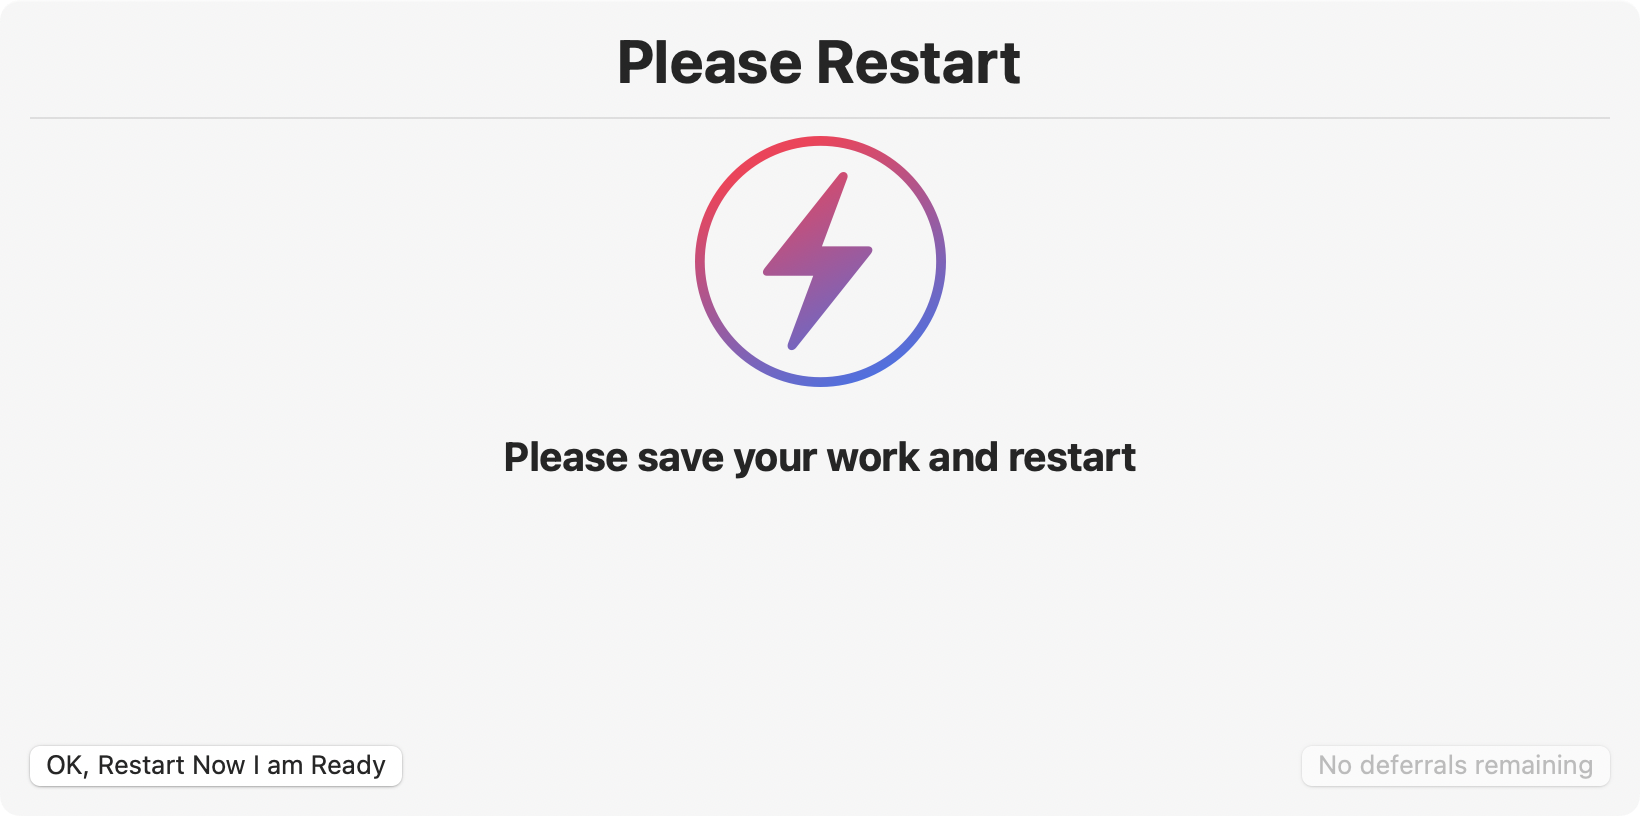 Please Restart
Please save your work and restart
OK, Restart Now I am Ready
No deferrals remaining